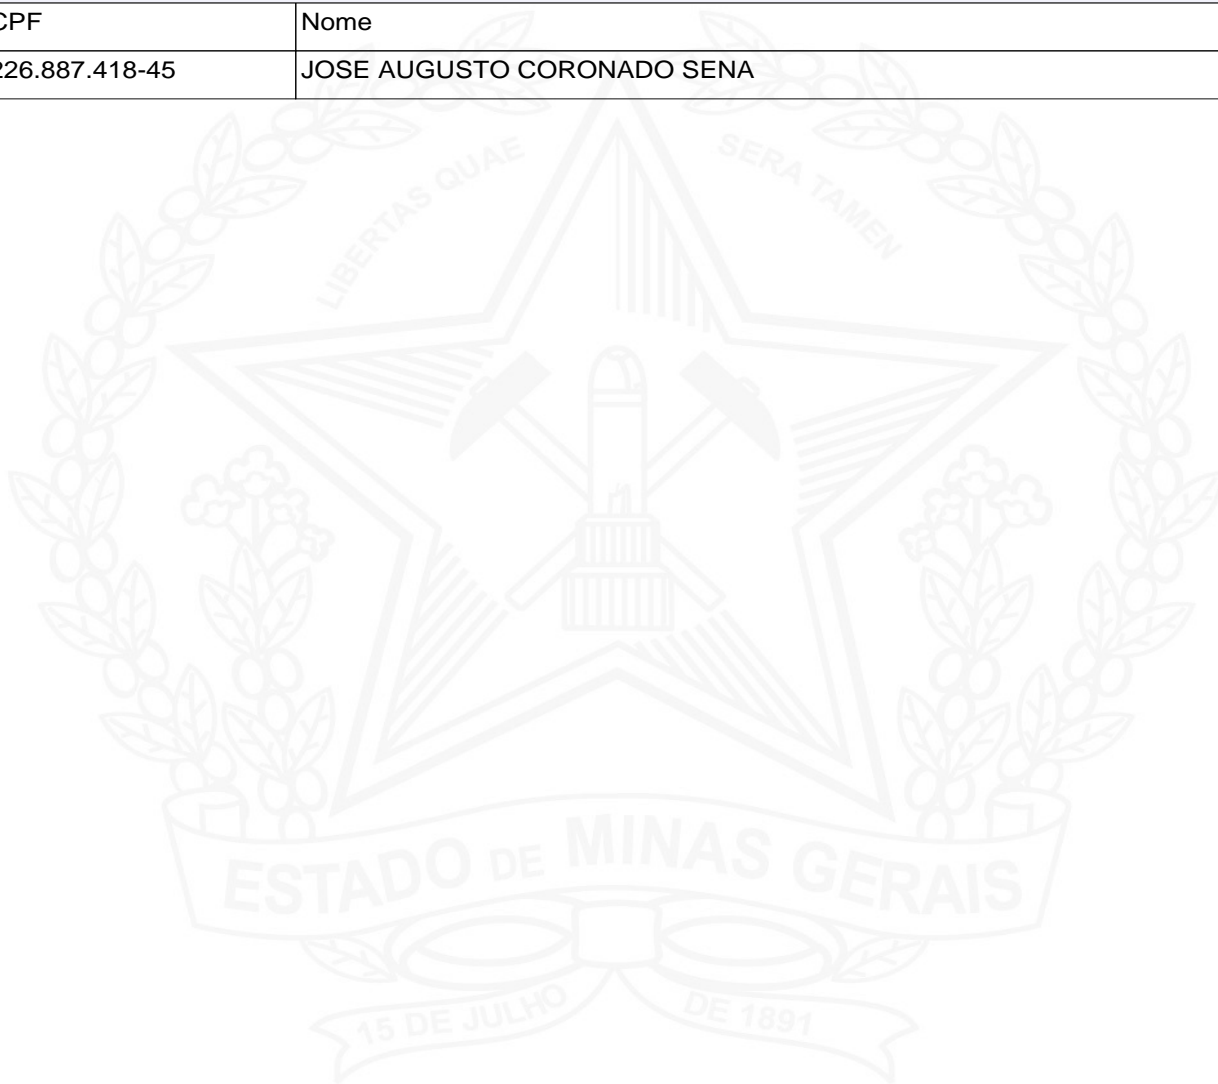 CPF Nome
226.887.418-45 JOSE AUGUSTO CORONADO SENA
LIBERTAS QUAE SERA TAMEN
ESTADO DE MINAS GERAIS
15 DE JULHO DE 1891